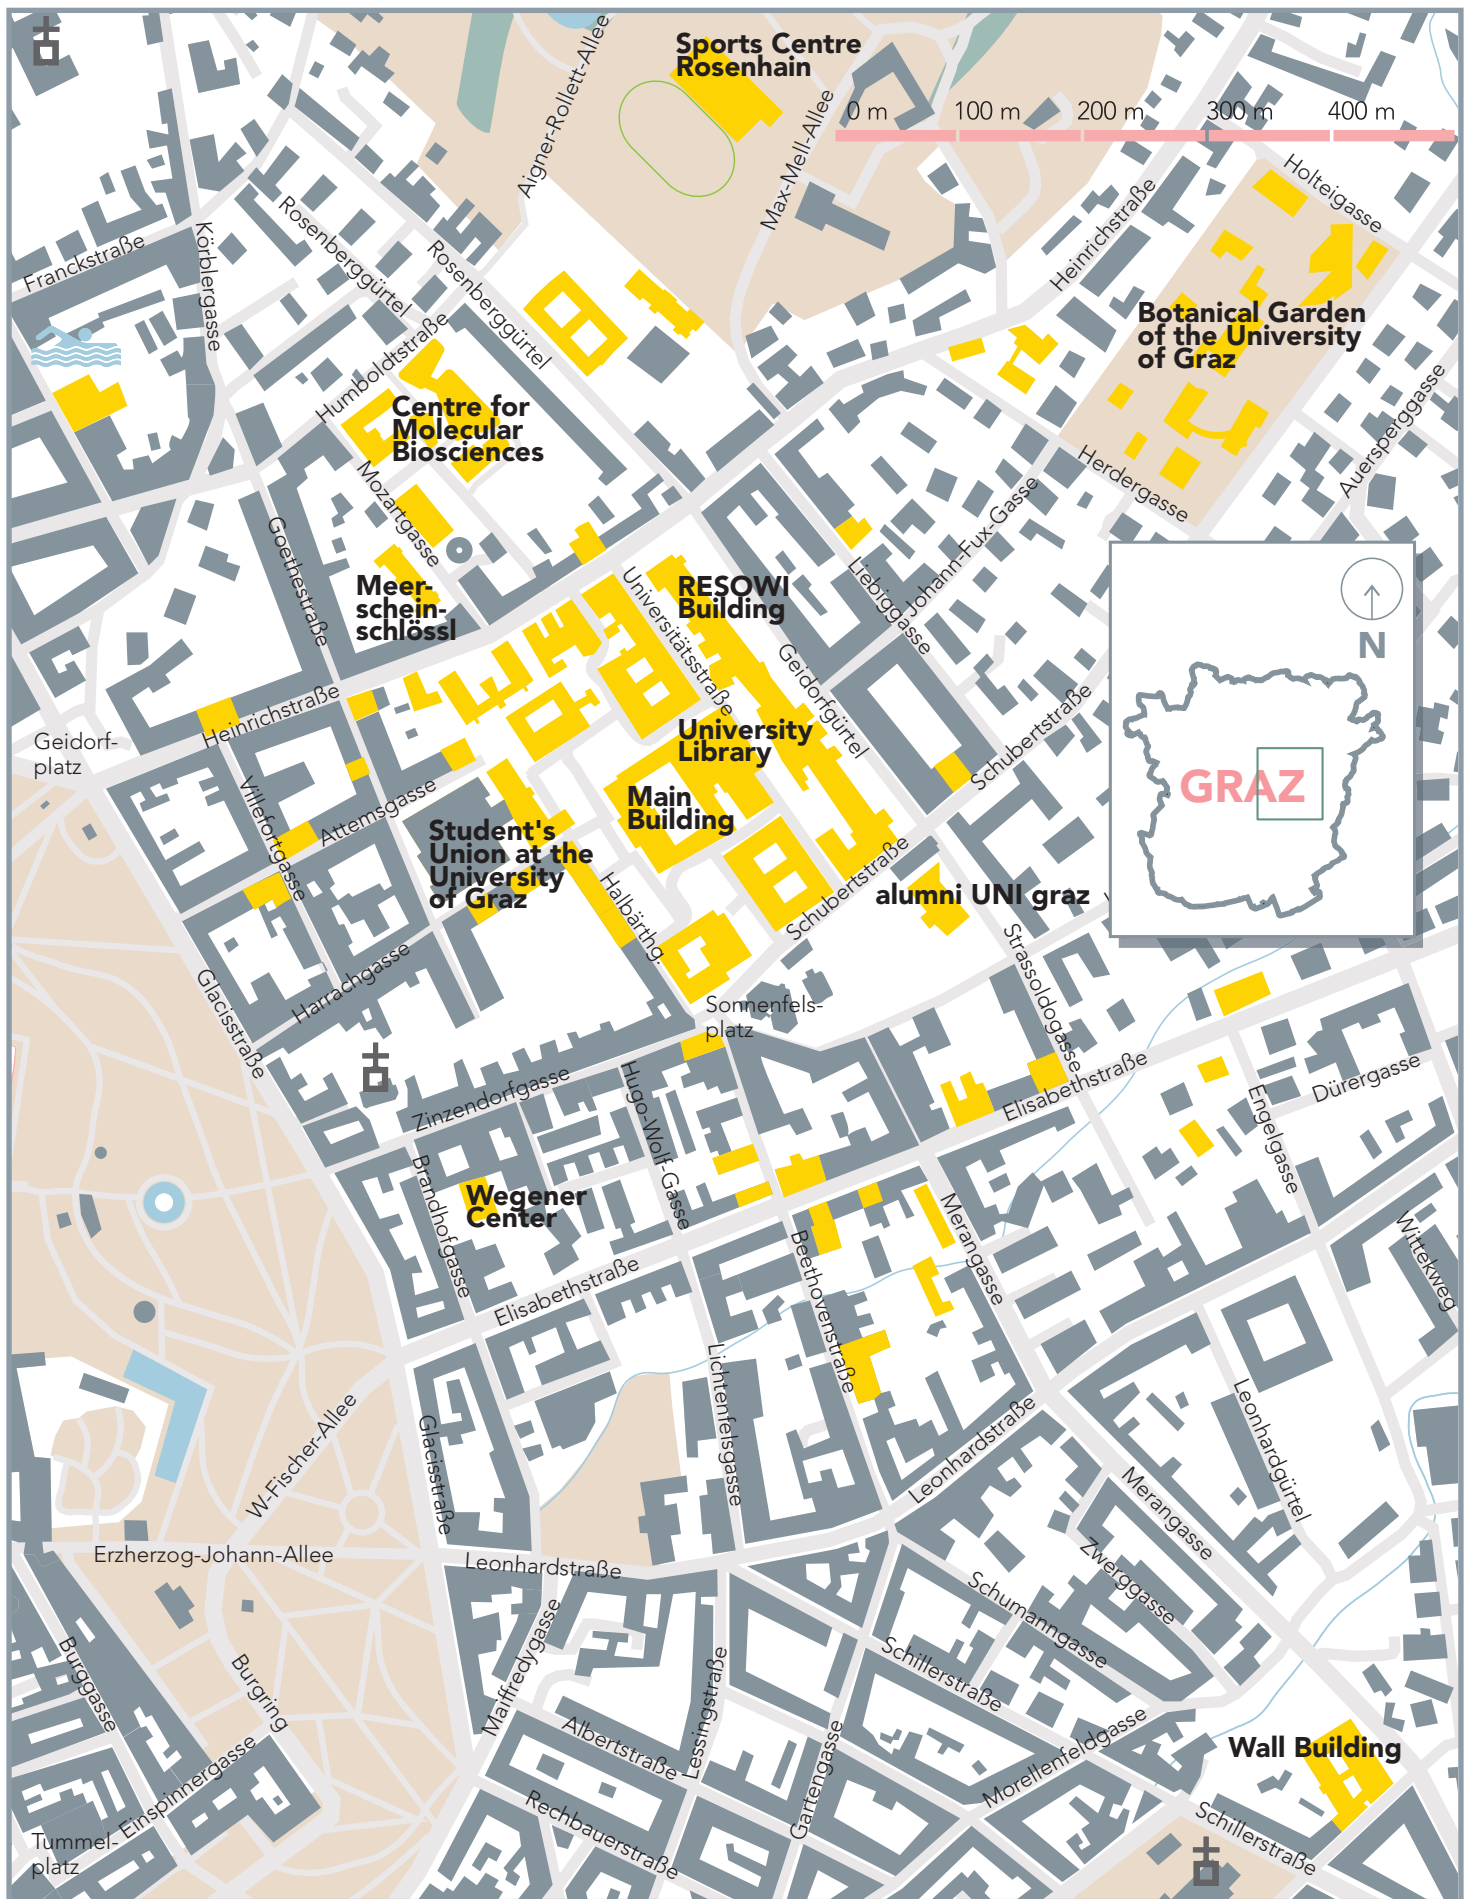 Sports Centre
Rosenhain
0 m
100 m
200 m
300 m
400 m
Aigner-Rollett-Allee
Max-Mell-Allee
Holteigasse
Heinrichstraße
Rosenberggürtel
Körblergasse
Franckstraße
Rosenberggürtel
Humboldtstraße
Botanical Garden
of the University
of Graz
Centre for
Molecular
Biosciences
Auersperggasse
Herdergasse
Mozartgasse
Johann-Fux-Gasse
Goethestraße
Liebiggasse
Meer-
schein-
schlössl
Universitätsstraße
RESOWI
Building
N
Geidorfgürtel
Schubertstraße
Heinrichstraße
Geidorf-
platz
University
Library
GRAZ
Main
Building
Villefortgasse
Attemsgasse
Student's
Union at the
University
of Graz
Halbärthg.
Schubertstraße
alumni UNI graz
Strassoldogasse
Harrachgasse
Glacisstraße
Sonnenfels-
platz
Zinzendorfgasse
Hugo-Wolf-Gasse
Elisabethstraße
Engelgasse
Dürergasse
Brandhofgasse
Wegener
Center
Merangasse
Wittekweg
Beethovenstraße
Elisabethstraße
Lichtenfelsgasse
W-Fischer-Allee
Glacisstraße
Leonhardstraße
Leonhardgürtel
Merangasse
Erzherzog-Johann-Allee
Leonhardstraße
Zwerggasse
Schumanngasse
Schillerstraße
Maiffredygasse
Burggasse
Burgring
Lessingstraße
Albertstraße
Gartengasse
Morellenfeldgasse
Wall Building
Einspinnergasse
Rechbauerstraße
Schillerstraße
Tummel-
platz